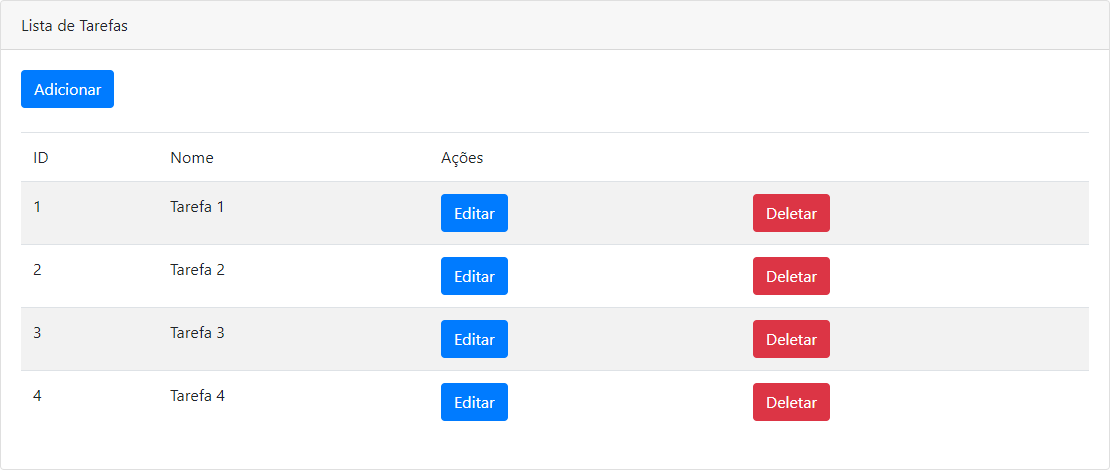 Lista de Tarefas
Adicionar
ID Nome Ações
1 Tarefa 1 Editar Deletar
2 Tarefa 2 Editar Deletar
3 Tarefa 3 Editar Deletar
4 Tarefa 4 Editar Deletar